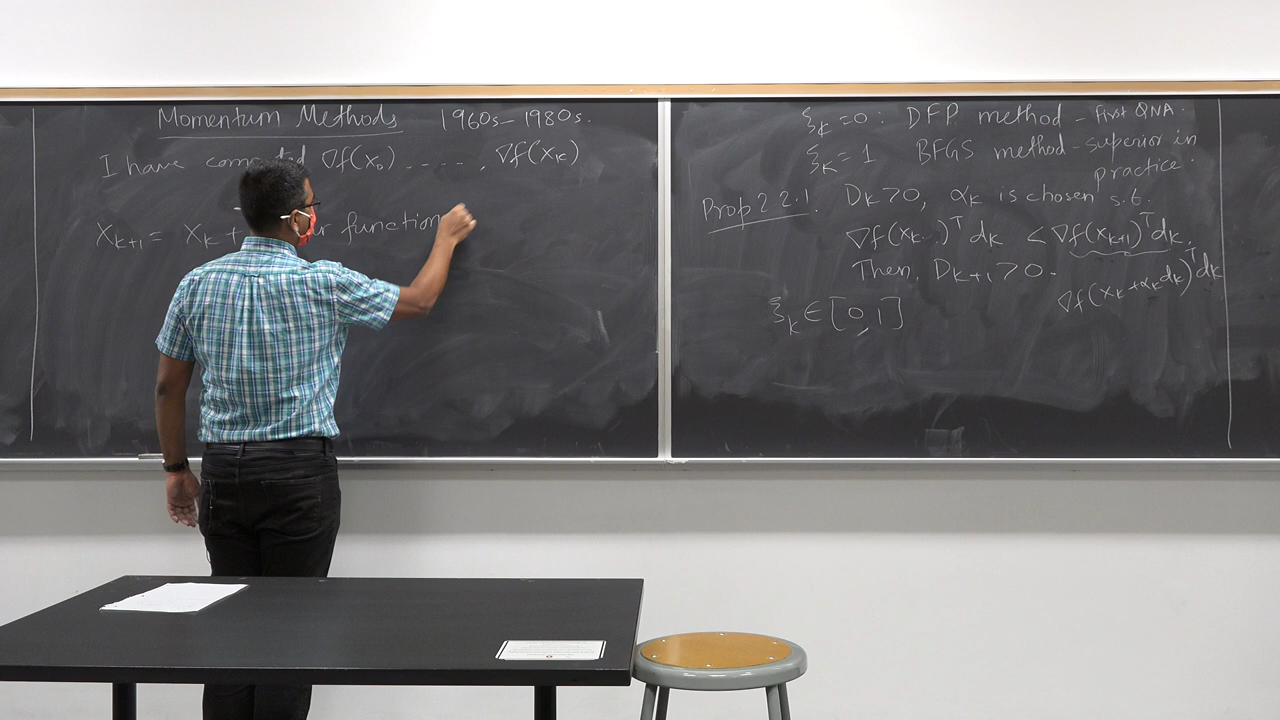 Momentum Methods 1960s-1980s.
I have computed ∇f(x₀) ....., ∇f(xₖ)
xₖ₊₁ = xₖ + function
ξₖ=0: DFP method - first QNA.
ξₖ=1 BFGS method - superior in
practice.
Prop 2.2.1. Dₖ>0, αₖ is chosen s.t.
∇f(xₖ)ᵀdₖ < ∇f(xₖ₊₁)ᵀdₖ.
Then Dₖ₊₁>0.
∇f(xₖ+αₖdₖ)ᵀdₖ
ξₖ∈[0,1]